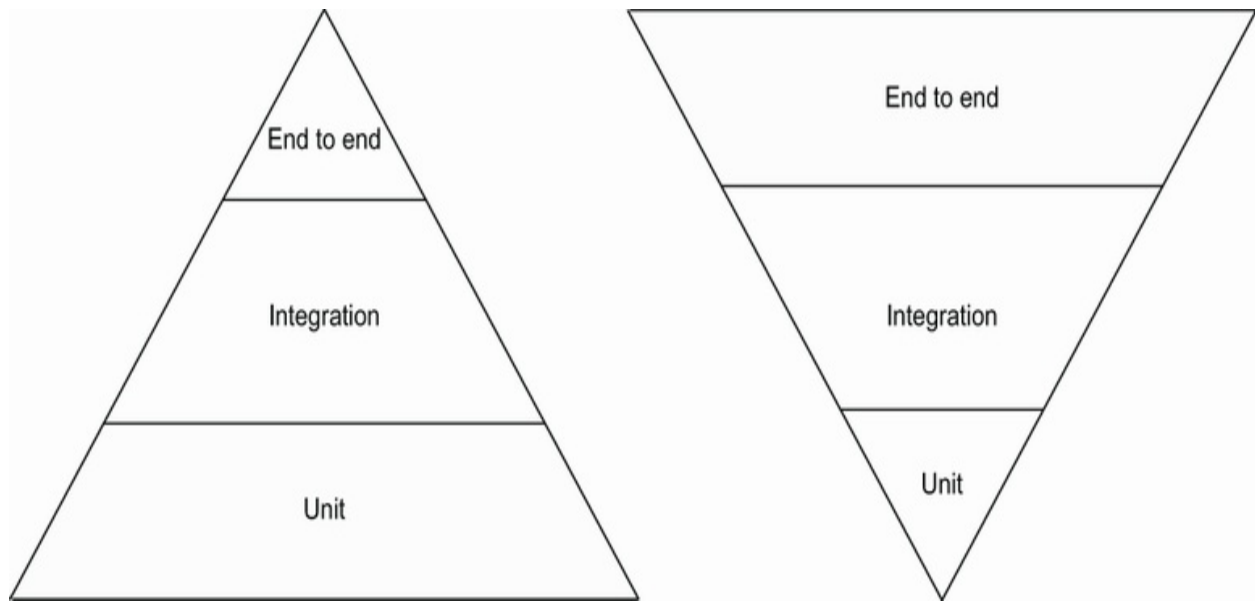 End to end
Integration
Unit
End to end
Integration
Unit